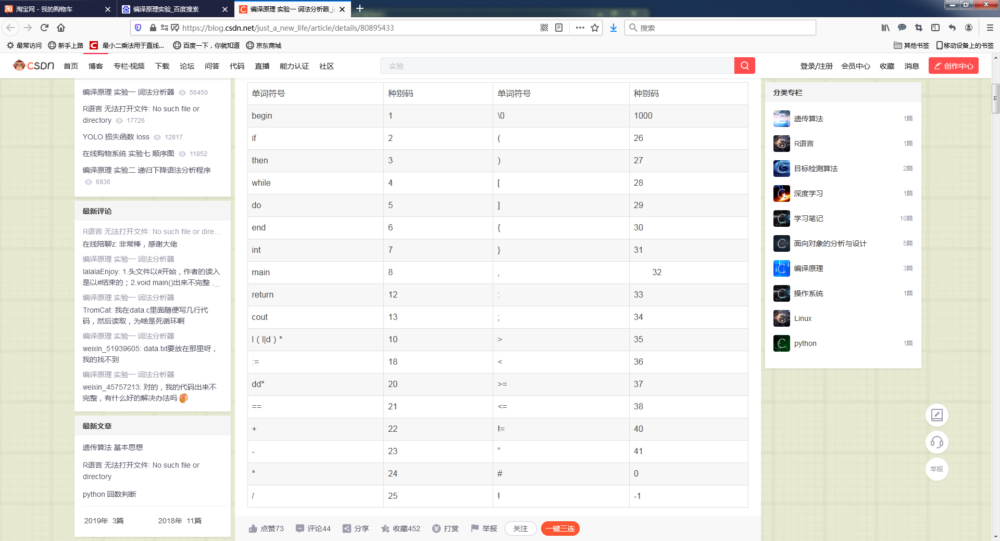 淘宝网 - 我的购物车
编译原理实验_百度搜索
编译原理 实验一 词法分析器_ju
https://blog.csdn.net/just_a_new_life/article/details/80895433
搜索
最常访问
新手上路
最小二乘法用于直线...
百度一下，你就知道
京东商城
其他书签
移动设备上的书签
CSDN
首页 博客 专栏·视频 下载 论坛 问答 代码 直播 能力认证 社区
实验
登录/注册 会员中心 收藏 消息 创作中心
编译原理 实验一 词法分析器 56450
R语言 无法打开文件: No such file or
directory 17726
YOLO 损失函数 loss 12817
在线购物系统 实验七 顺序图 11852
编译原理 实验二 递归下降语法分析程序
6936
最新评论
R语言 无法打开文件: No such file or dire...
在线陪聊z: 非常棒，感谢大佬
编译原理 实验一 词法分析器
lalalaEnjoy: 1.头文件以#开始，作者的读入
是以#结束的；2.void main()出来不完整，...
编译原理 实验一 词法分析器
TromCat: 我在data.c里面随便写几行代
码，然后读取，为啥是死循环啊
编译原理 实验一 词法分析器
weixin_51939605: data.txt要放在那里呀，
我的找不到
编译原理 实验一 词法分析器
weixin_45757213: 对的，我的代码出来不
完整，有什么好的解决办法吗
最新文章
遗传算法 基本思想
R语言 无法打开文件: No such file or
directory
python 回数判断
2019年 3篇 2018年 11篇
单词符号 种别码 单词符号 种别码
begin 1 \0 1000
if 2 ( 26
then 3 ) 27
while 4 [ 28
do 5 ] 29
end 6 { 30
int 7 } 31
main 8 , 32
return 12 : 33
cout 13 ; 34
l ( l|d ) * 10 > 35
:= 18 < 36
dd* 20 >= 37
== 21 <= 38
+ 22 != 40
- 23 “ 41
* 24 # 0
/ 25 ! -1
点赞73 评论44 分享 收藏452 打赏 举报 关注 一键三连
分类专栏
遗传算法 1篇
R语言 1篇
目标检测算法 2篇
深度学习 1篇
学习笔记 10篇
面向对象的分析与设计 5篇
编译原理 3篇
操作系统 1篇
Linux
python 1篇
举报